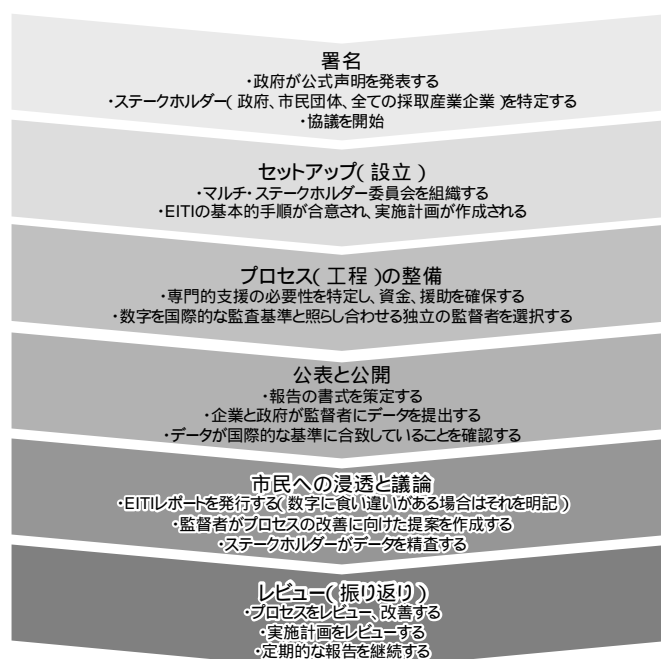 署名
・政府が公式声明を発表する
・ステークホルダー(政府、市民団体、全ての採取産業企業)を特定する
・協議を開始
セットアップ(設立)
・マルチ・ステークホルダー委員会を組織する
・EITIの基本的手順が合意され、実施計画が作成される
プロセス(工程)の整備
・専門的支援の必要性を特定し、資金、援助を確保する
・数字を国際的な監査基準と照らし合わせる独立の監督者を選択する
公表と公開
・報告の書式を策定する
・企業と政府が監督者にデータを提出する
・データが国際的な基準に合致していることを確認する
市民への浸透と議論
・EITIレポートを発行する(数字に食い違いがある場合はそれを明記)
・監督者がプロセスの改善に向けた提案を作成する
・ステークホルダーがデータを精査する
レビュー(振り返り)
・プロセスをレビュー、改善する
・実施計画をレビューする
・定期的な報告を継続する